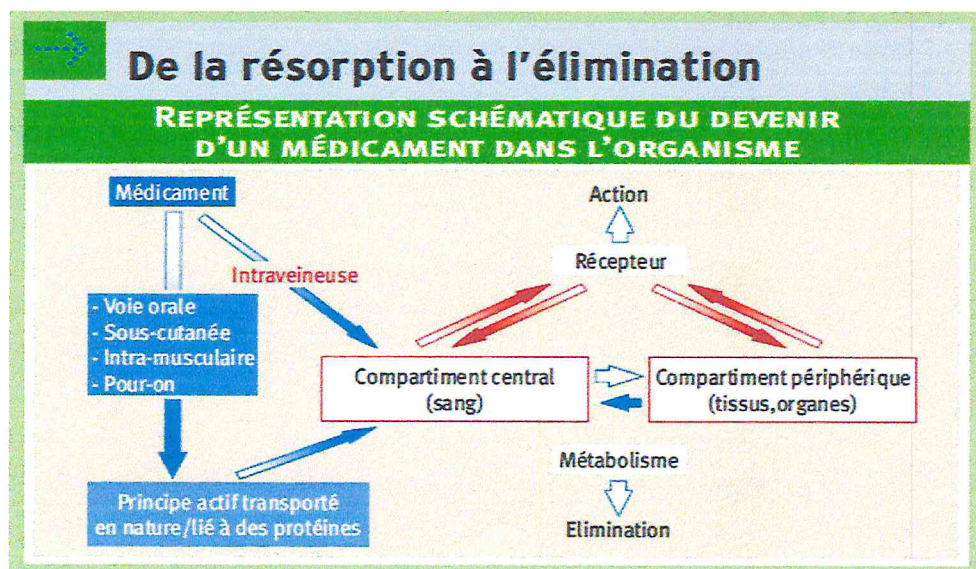 De la résorption à l'élimination
REPRÉSENTATION SCHÉMATIQUE DU DEVENIR
D'UN MÉDICAMENT DANS L'ORGANISME
Médicament
Intraveineuse
- Voie orale
- Sous-cutanée
- Intra-musculaire
- Pour-on
Principe actif transporté
en nature/lié à des protéines
Action
Récepteur
Compartiment central
(sang)
Compartiment périphérique
(tissus,organes)
Métabolisme
Elimination